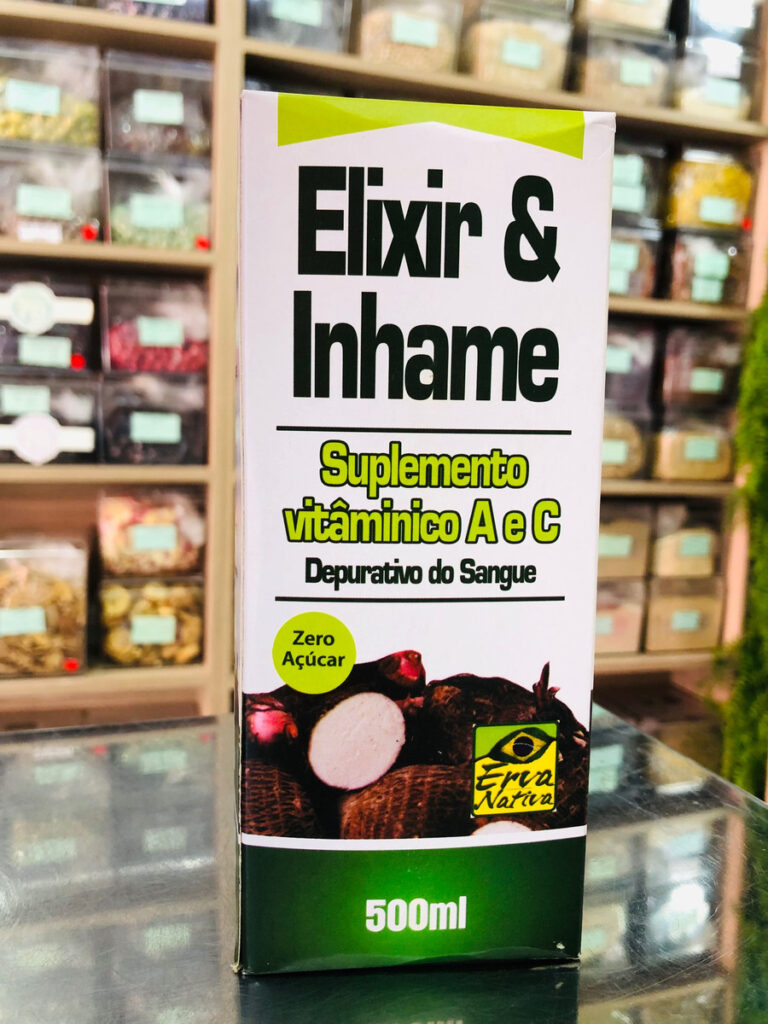 Elixir &
Inhame
Suplemento
vitâminico A e C
Depurativo do Sangue
Zero
Açúcar
Erva
Nativa
500ml